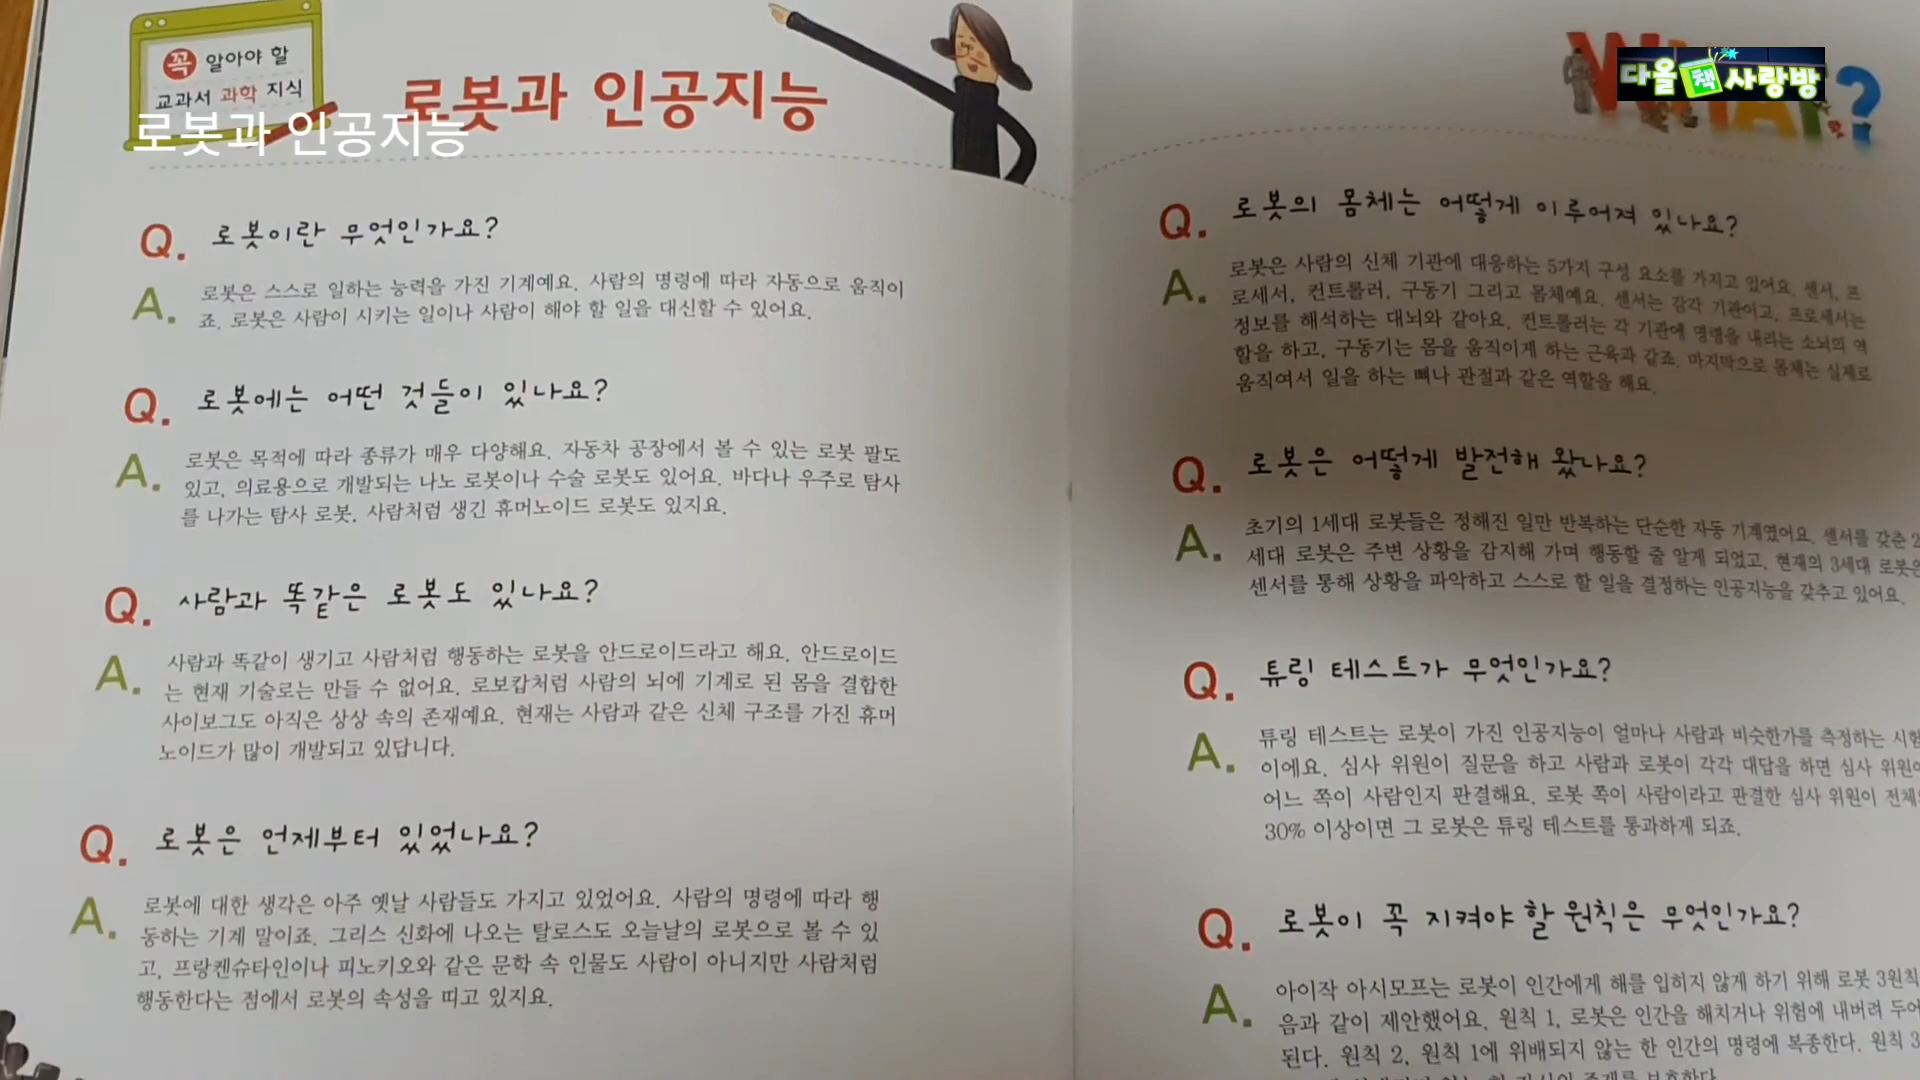 꼭 알아야 할
교과서 과학 지식
로봇과 인공지능
로봇과 인공지능
Q. 로봇이란 무엇인가요?
A. 로봇은 스스로 일하는 능력을 가진 기계예요. 사람의 명령에 따라 자동으로 움직이
죠. 로봇은 사람이 시키는 일이나 사람이 해야 할 일을 대신할 수 있어요.
Q. 로봇에는 어떤 것들이 있나요?
A. 로봇은 목적에 따라 종류가 매우 다양해요. 자동차 공장에서 볼 수 있는 로봇 팔도
있고, 의료용으로 개발되는 나노 로봇이나 수술 로봇도 있어요. 바다나 우주로 탐사
를 나가는 탐사 로봇, 사람처럼 생긴 휴머노이드 로봇도 있지요.
Q. 사람과 똑같은 로봇도 있나요?
A. 사람과 똑같이 생기고 사람처럼 행동하는 로봇을 안드로이드라고 해요. 안드로이드
는 현재 기술로는 만들 수 없어요. 로보캅처럼 사람의 뇌에 기계로 된 몸을 결합한
사이보그도 아직은 상상 속의 존재예요. 현재는 사람과 같은 신체 구조를 가진 휴머
노이드가 많이 개발되고 있답니다.
Q. 로봇은 언제부터 있었나요?
A. 로봇에 대한 생각은 아주 옛날 사람들도 가지고 있었어요. 사람의 명령에 따라 행
동하는 기계 말이죠. 그리스 신화에 나오는 탈로스도 오늘날의 로봇으로 볼 수 있
고, 프랑켄슈타인이나 피노키오와 같은 문학 속 인물도 사람이 아니지만 사람처럼
행동한다는 점에서 로봇의 속성을 띠고 있지요.
다올 책 사랑방
Q. 로봇의 몸체는 어떻게 이루어져 있나요?
A. 로봇은 사람의 신체 기관에 대응하는 5가지 구성 요소를 가지고 있어요. 센서, 프
로세서, 컨트롤러, 구동기 그리고 몸체예요. 센서는 감각 기관이고, 프로세서는
정보를 해석하는 대뇌와 같아요. 컨트롤러는 각 기관에 명령을 내리는 소뇌의 역
할을 하고, 구동기는 몸을 움직이게 하는 근육과 같죠. 마지막으로 몸체는 실제로
움직여서 일을 하는 뼈나 관절과 같은 역할을 해요.
Q. 로봇은 어떻게 발전해 왔나요?
A. 초기의 1세대 로봇들은 정해진 일만 반복하는 단순한 자동 기계였어요. 센서를 갖춘 2
세대 로봇은 주변 상황을 감지해 가며 행동할 줄 알게 되었고, 현재의 3세대 로봇은
센서를 통해 상황을 파악하고 스스로 할 일을 결정하는 인공지능을 갖추고 있어요.
Q. 튜링 테스트가 무엇인가요?
A. 튜링 테스트는 로봇이 가진 인공지능이 얼마나 사람과 비슷한가를 측정하는 시험
이에요. 심사 위원이 질문을 하고 사람과 로봇이 각각 대답을 하면 심사 위원이
어느 쪽이 사람인지 판결해요. 로봇 쪽이 사람이라고 판결한 심사 위원이 전체의
30% 이상이면 그 로봇은 튜링 테스트를 통과하게 되죠.
Q. 로봇이 꼭 지켜야 할 원칙은 무엇인가요?
A. 아이작 아시모프는 로봇이 인간에게 해를 입히지 않게 하기 위해 로봇 3원칙
음과 같이 제안했어요. 원칙 1, 로봇은 인간을 해치거나 위험에 내버려 두어
된다. 원칙 2, 원칙 1에 위배되지 않는 한 인간의 명령에 복종한다. 원칙 3